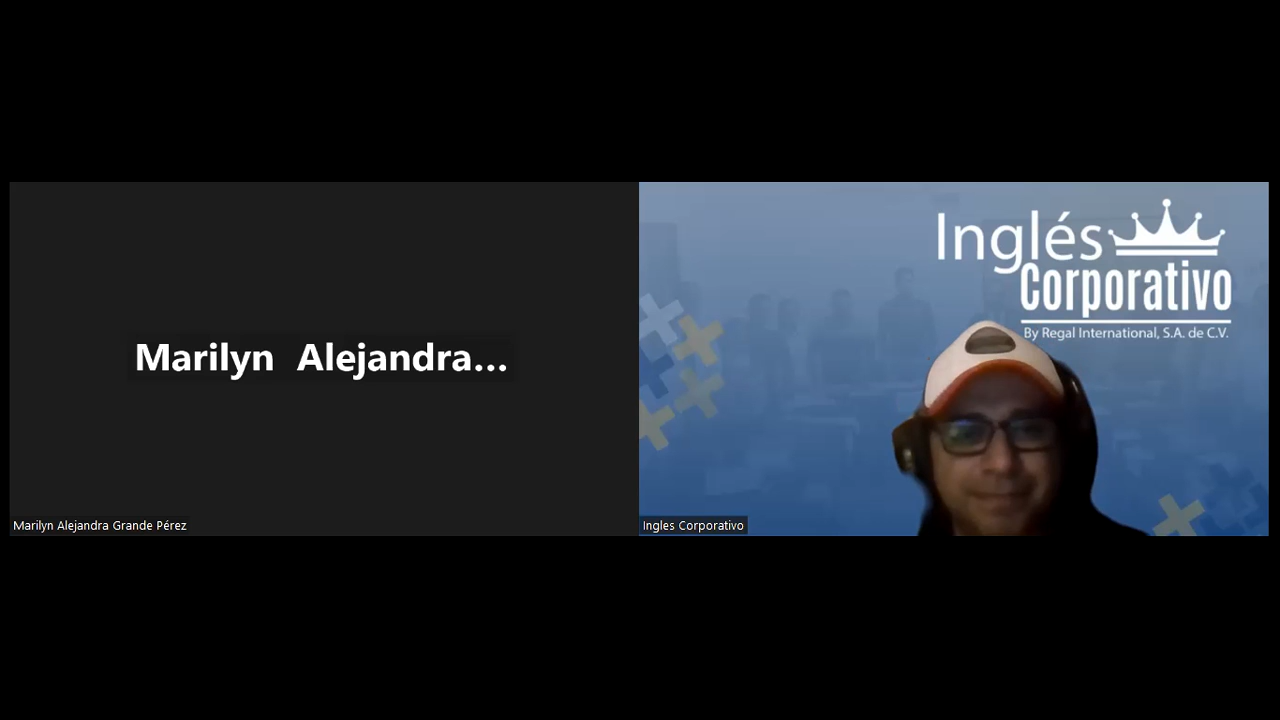 Marilyn Alejandra...
Marilyn Alejandra Grande Pérez
Inglés
Corporativo
By Regal International, S.A. de C.V.
Ingles Corporativo